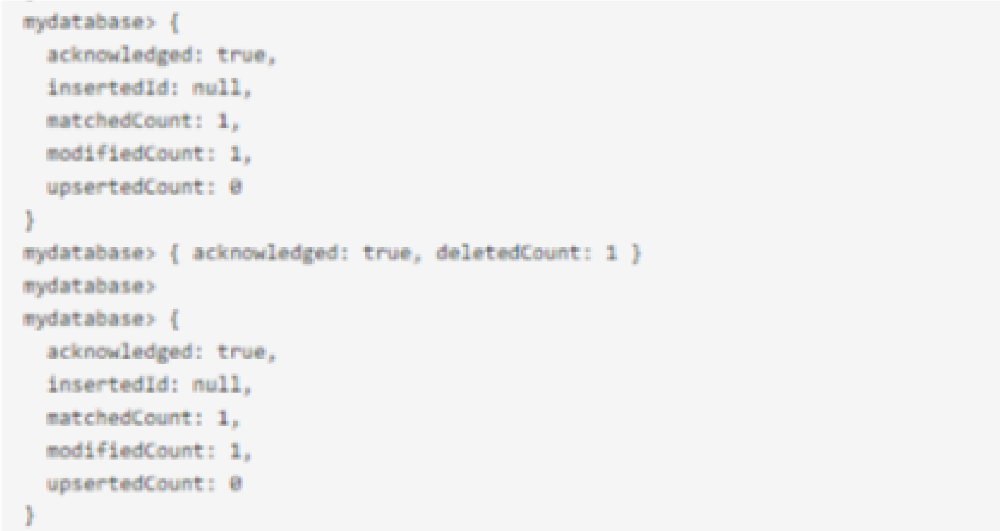 mydatabase> {
  acknowledged: true,
  insertedId: null,
  matchedCount: 1,
  modifiedCount: 1,
  upsertedCount: 0
}
mydatabase> { acknowledged: true, deletedCount: 1 }
mydatabase>
mydatabase> {
  acknowledged: true,
  insertedId: null,
  matchedCount: 1,
  modifiedCount: 1,
  upsertedCount: 0
}